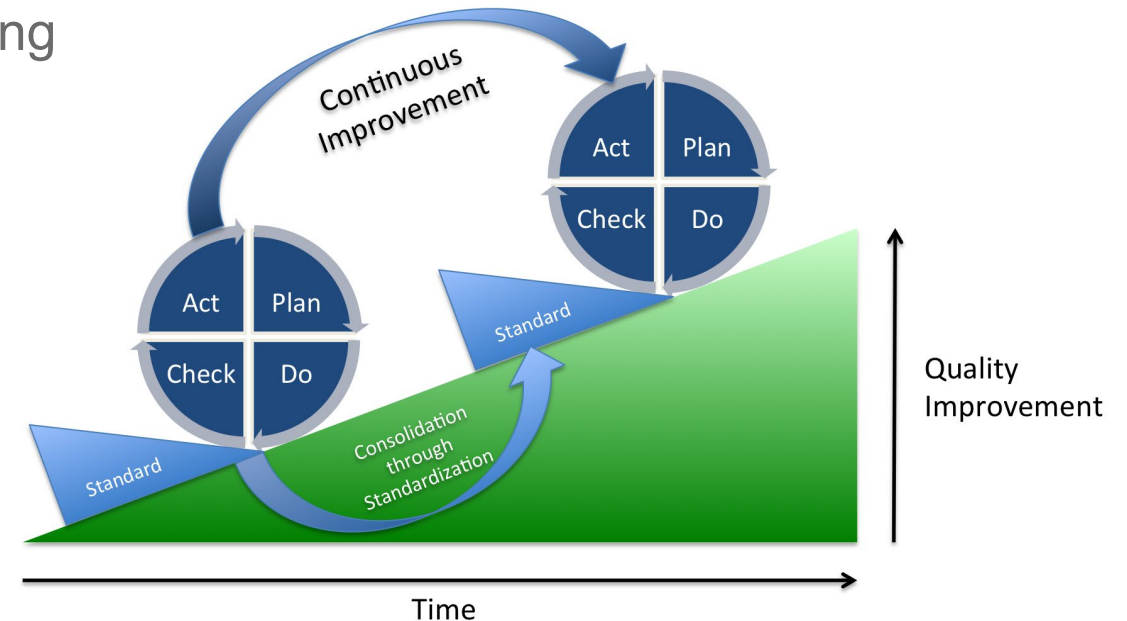 ng
Continuous
Improvement
Act
Plan
Check
Do
Act
Plan
Check
Do
Standard
Standard
Consolidation
through
Standardization
Quality
Improvement
Time